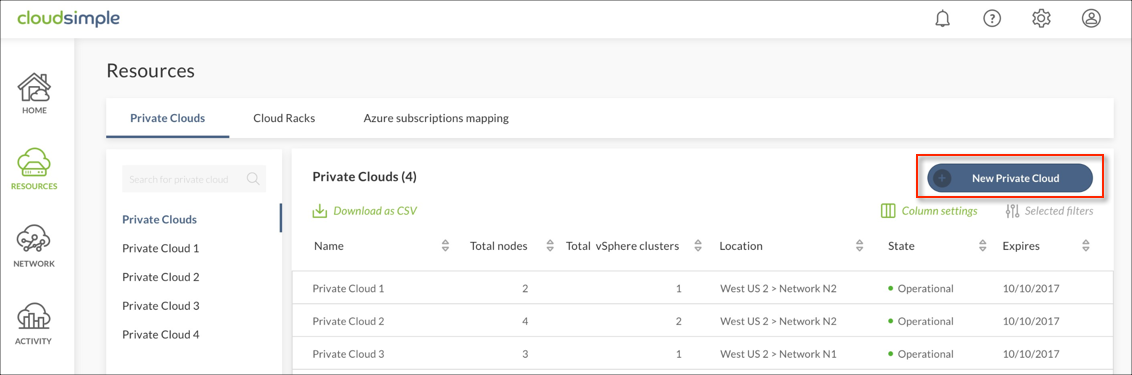 cloudsimple
Resources
HOME
RESOURCES
NETWORK
ACTIVITY
Private Clouds Cloud Racks Azure subscriptions mapping
Search for private cloud
Private Clouds
Private Cloud 1
Private Cloud 2
Private Cloud 3
Private Cloud 4
Private Clouds (4) New Private Cloud
Download as CSV Column settings Selected filters
Name Total nodes Total vSphere clusters Location State Expires
Private Cloud 1 2 1 West US 2 > Network N2 Operational 10/10/2017
Private Cloud 2 4 2 West US 2 > Network N2 Operational 10/10/2017
Private Cloud 3 3 1 West US 2 > Network N1 Operational 10/10/2017